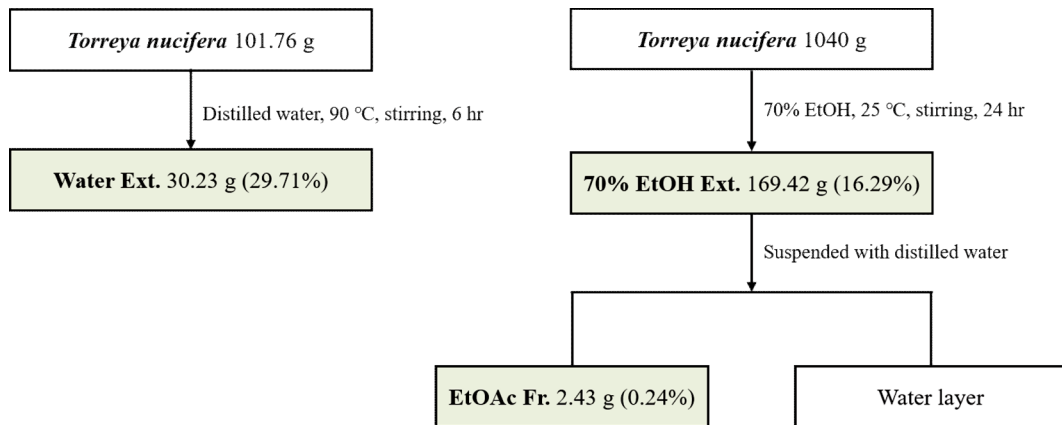 Torreya nucifera 101.76 g
Distilled water, 90 ℃, stirring, 6 hr
Water Ext. 30.23 g (29.71%)
Torreya nucifera 1040 g
70% EtOH, 25 ℃, stirring, 24 hr
70% EtOH Ext. 169.42 g (16.29%)
Suspended with distilled water
EtOAc Fr. 2.43 g (0.24%)
Water layer